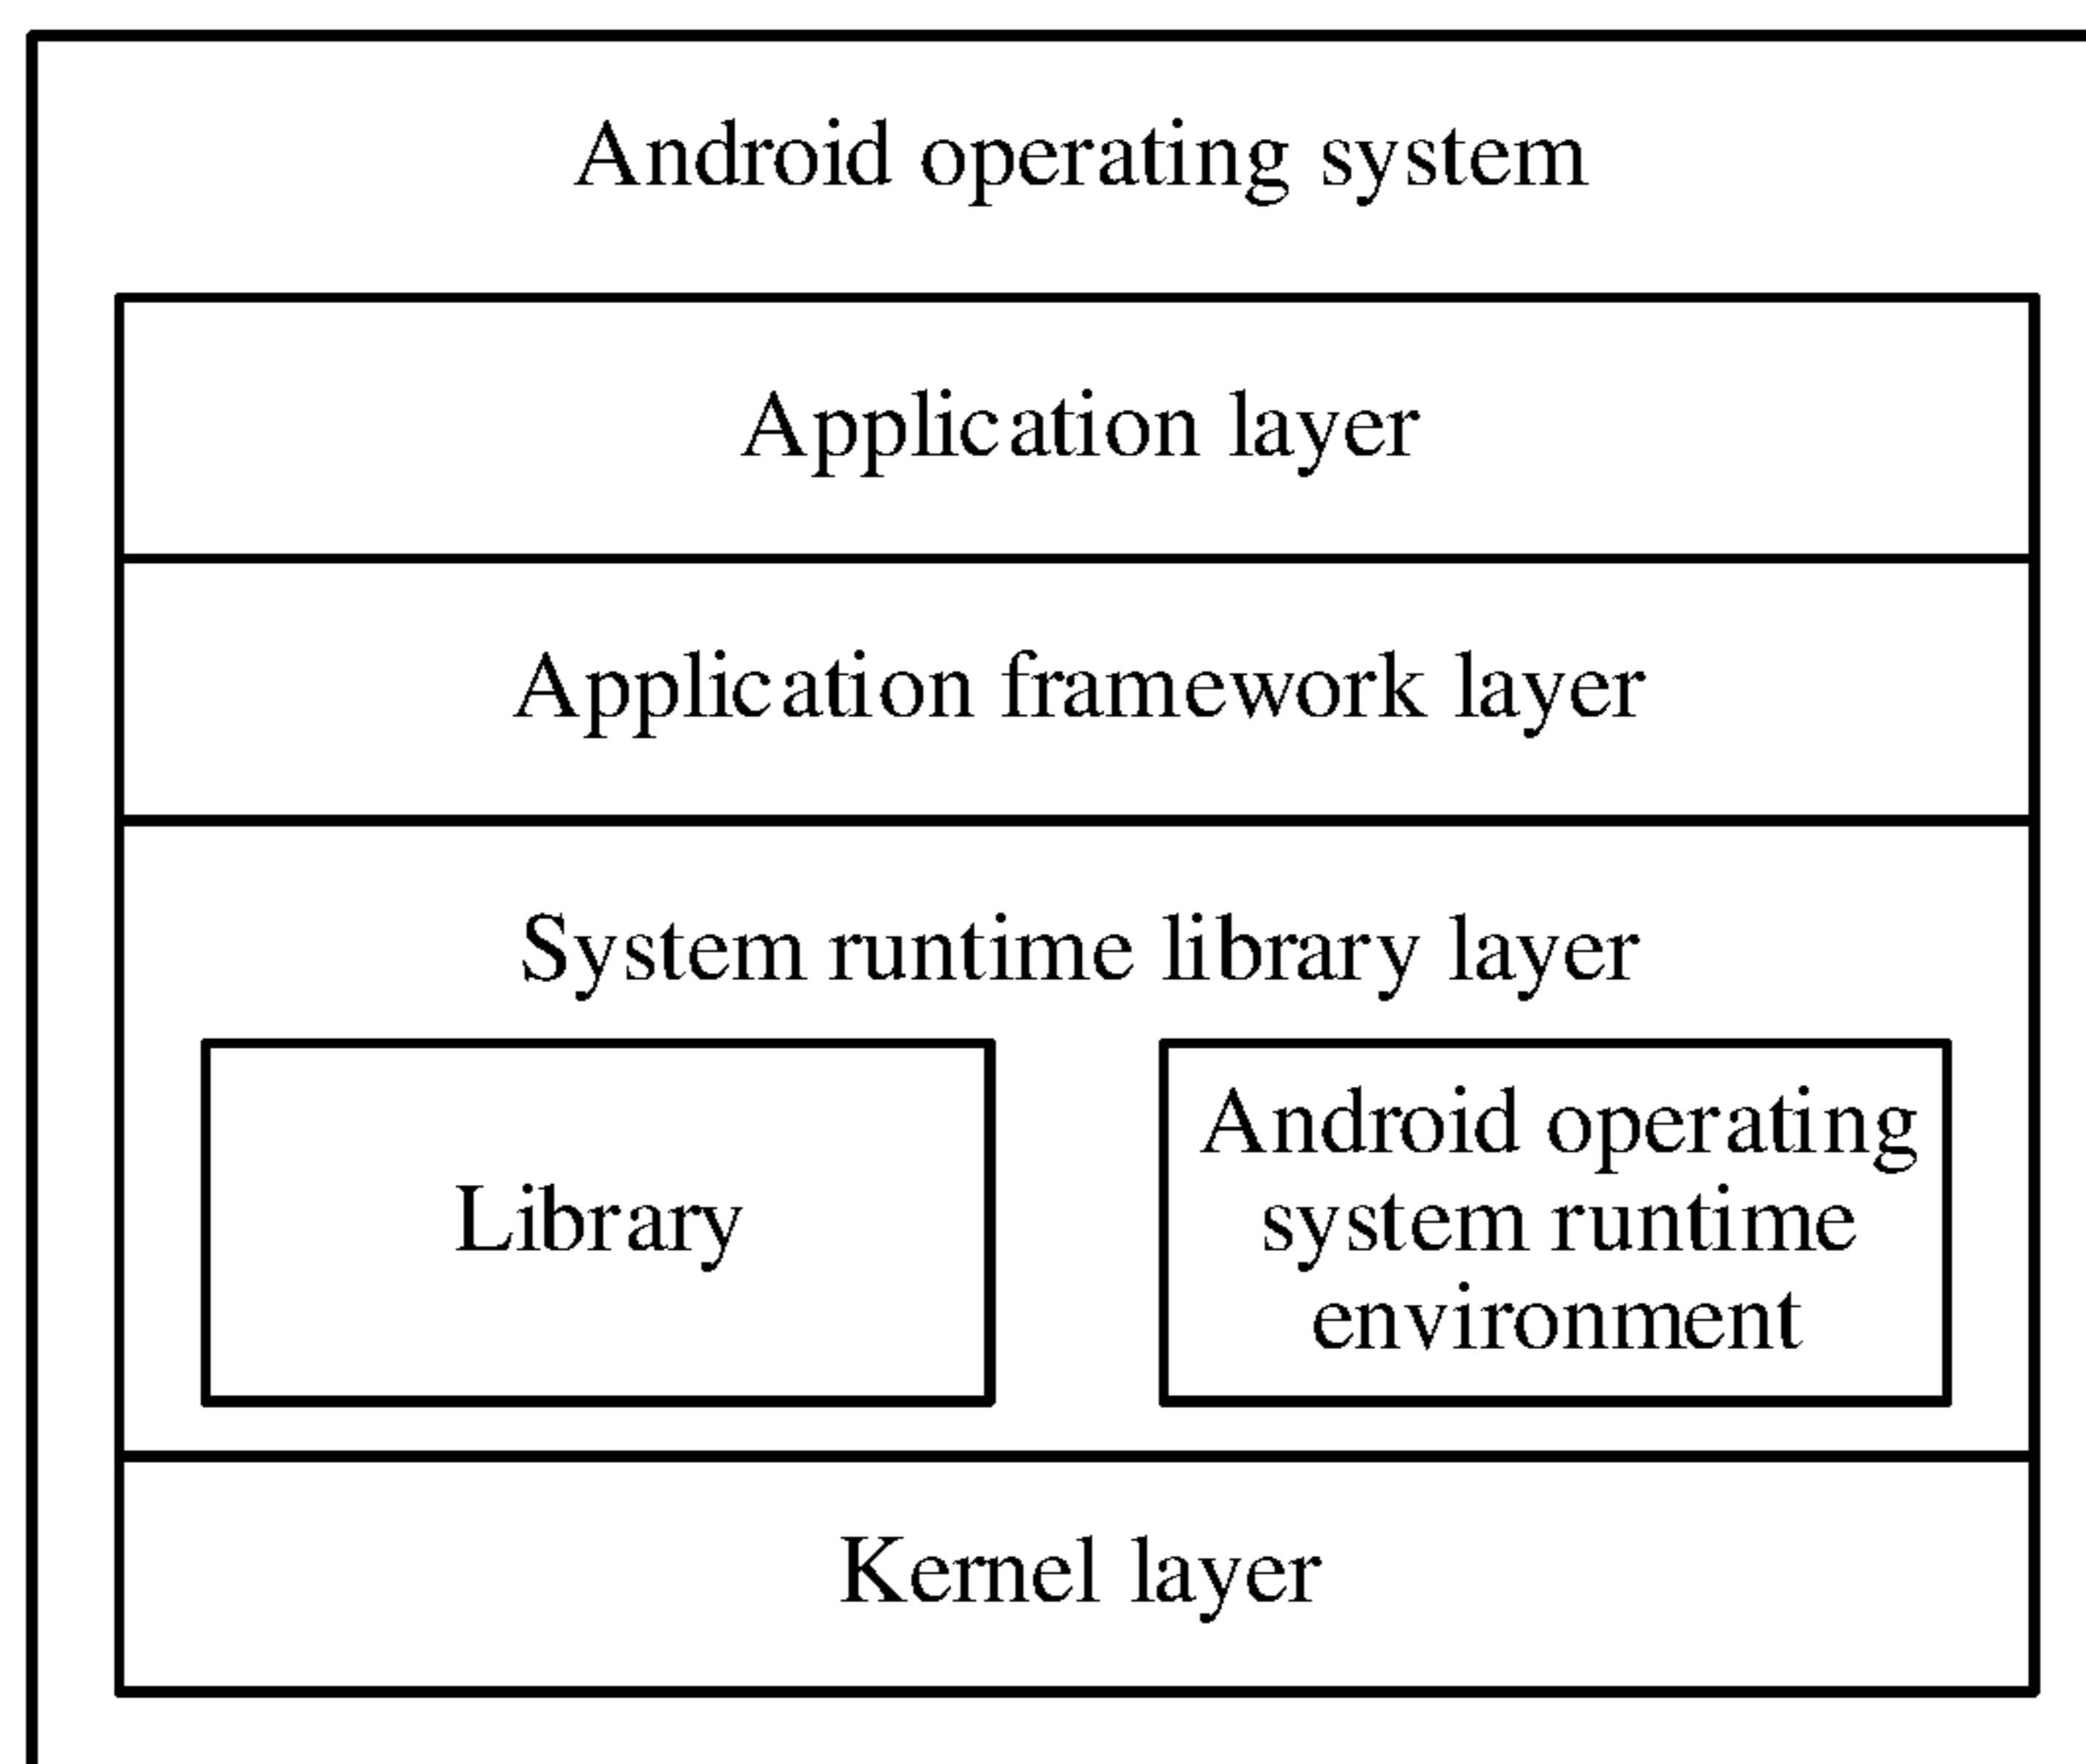 Android operating system
Application layer
Application framework layer
System runtime library layer
Library
Android operating
system runtime
environment
Kernel layer